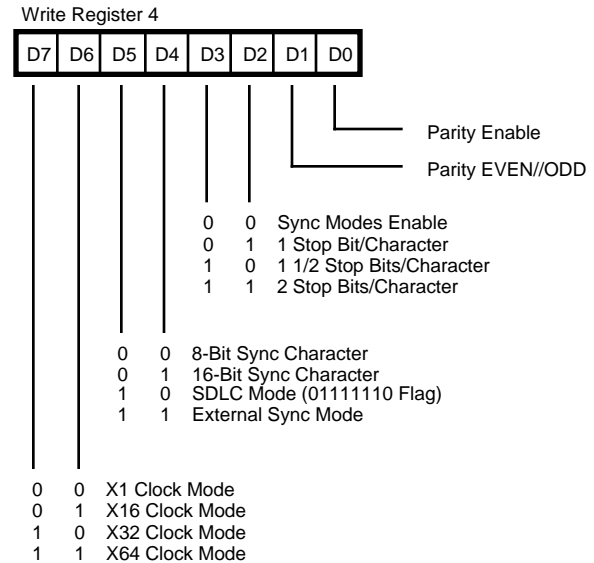 Write Register 4
D7 D6 D5 D4 D3 D2 D1 D0
Parity Enable
Parity EVEN//ODD
0 0 Sync Modes Enable
0 1 1 Stop Bit/Character
1 0 1 1/2 Stop Bits/Character
1 1 2 Stop Bits/Character
0 0 8-Bit Sync Character
0 1 16-Bit Sync Character
1 0 SDLC Mode (01111110 Flag)
1 1 External Sync Mode
0 0 X1 Clock Mode
0 1 X16 Clock Mode
1 0 X32 Clock Mode
1 1 X64 Clock Mode